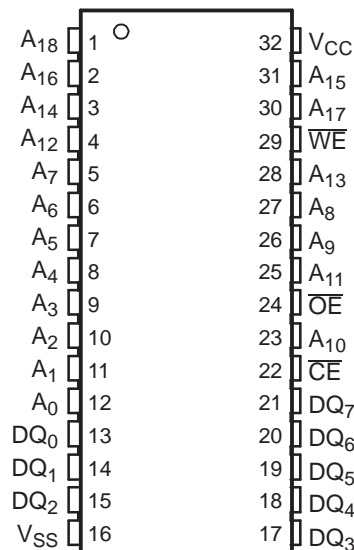 A18 1 32 VCC
A16 2 31 A15
A14 3 30 A17
A12 4 29 W̅E̅
A7 5 28 A13
A6 6 27 A8
A5 7 26 A9
A4 8 25 A11
A3 9 24 O̅E̅
A2 10 23 A10
A1 11 22 C̅E̅
A0 12 21 DQ7
DQ0 13 20 DQ6
DQ1 14 19 DQ5
DQ2 15 18 DQ4
VSS 16 17 DQ3